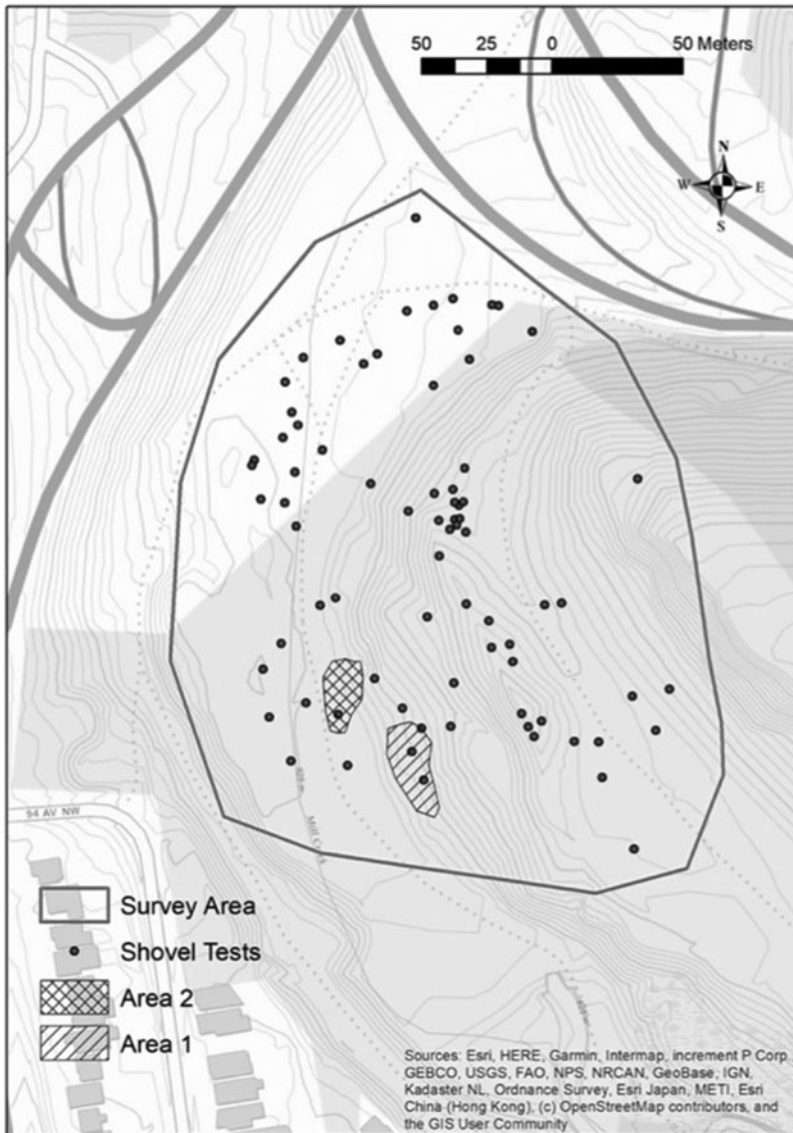 50 25 0 50 Meters
N
W E
S
94 AV NW
Mill Creek
Survey Area
Shovel Tests
Area 2
Area 1
Sources: Esri, HERE, Garmin, Intermap, increment P Corp.,
GEBCO, USGS, FAO, NPS, NRCAN, GeoBase, IGN,
Kadaster NL, Ordnance Survey, Esri Japan, METI, Esri
China (Hong Kong), (c) OpenStreetMap contributors, and
the GIS User Community